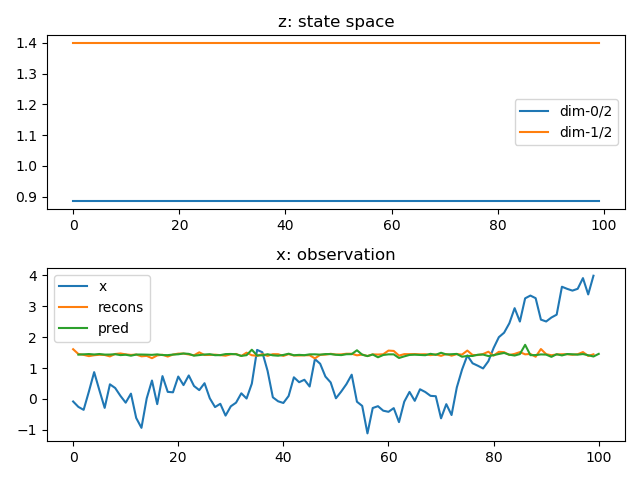 z: state space
1.4
1.3
1.2
1.1
1.0
0.9
dim-0/2
dim-1/2
0 20 40 60 80 100
x: observation
4
3
2
1
0
−1
x
recons
pred
0 20 40 60 80 100